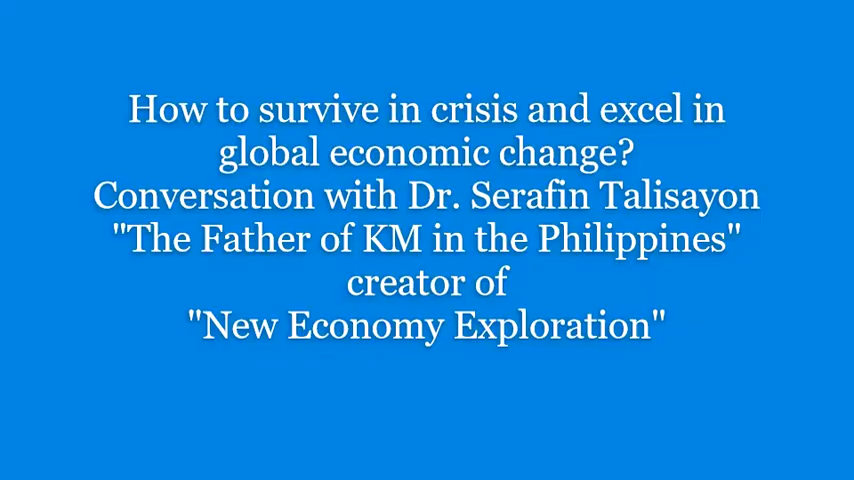 How to survive in crisis and excel in
global economic change?
Conversation with Dr. Serafin Talisayon
"The Father of KM in the Philippines"
creator of
"New Economy Exploration"